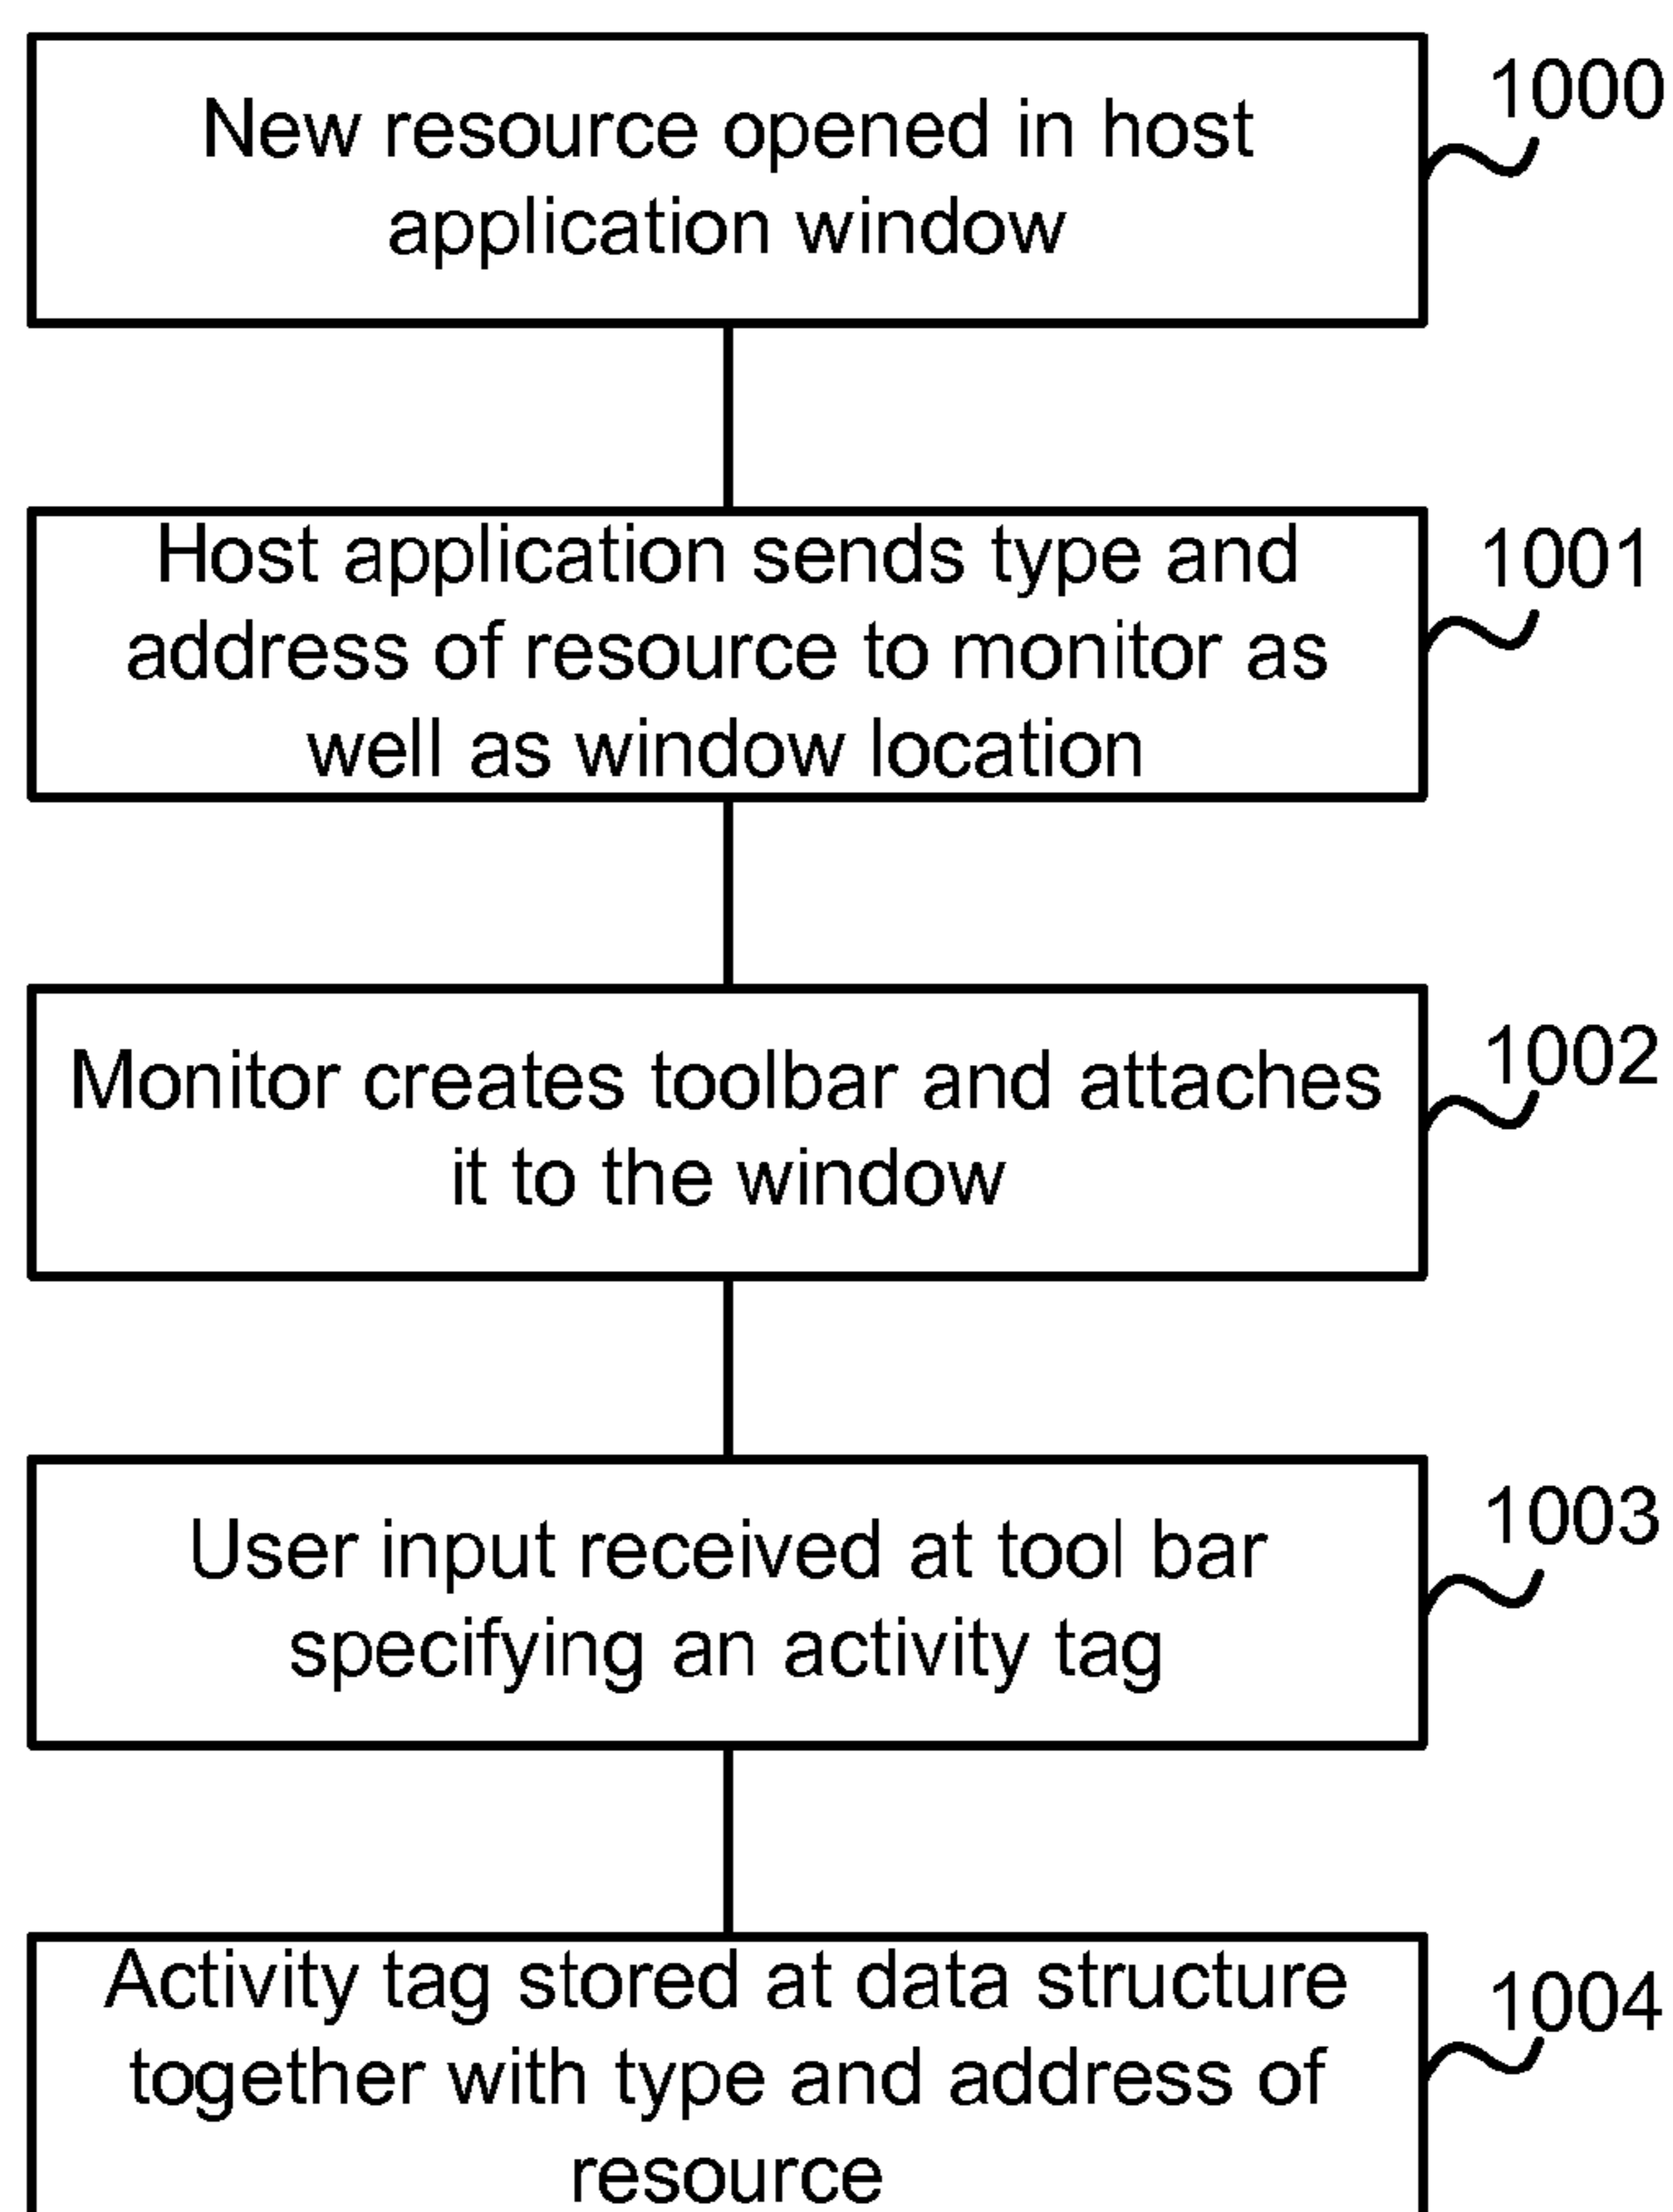 New resource opened in host
application window
1000
Host application sends type and
address of resource to monitor as
well as window location
1001
Monitor creates toolbar and attaches
it to the window
1002
User input received at tool bar
specifying an activity tag
1003
Activity tag stored at data structure
together with type and address of
resource
1004